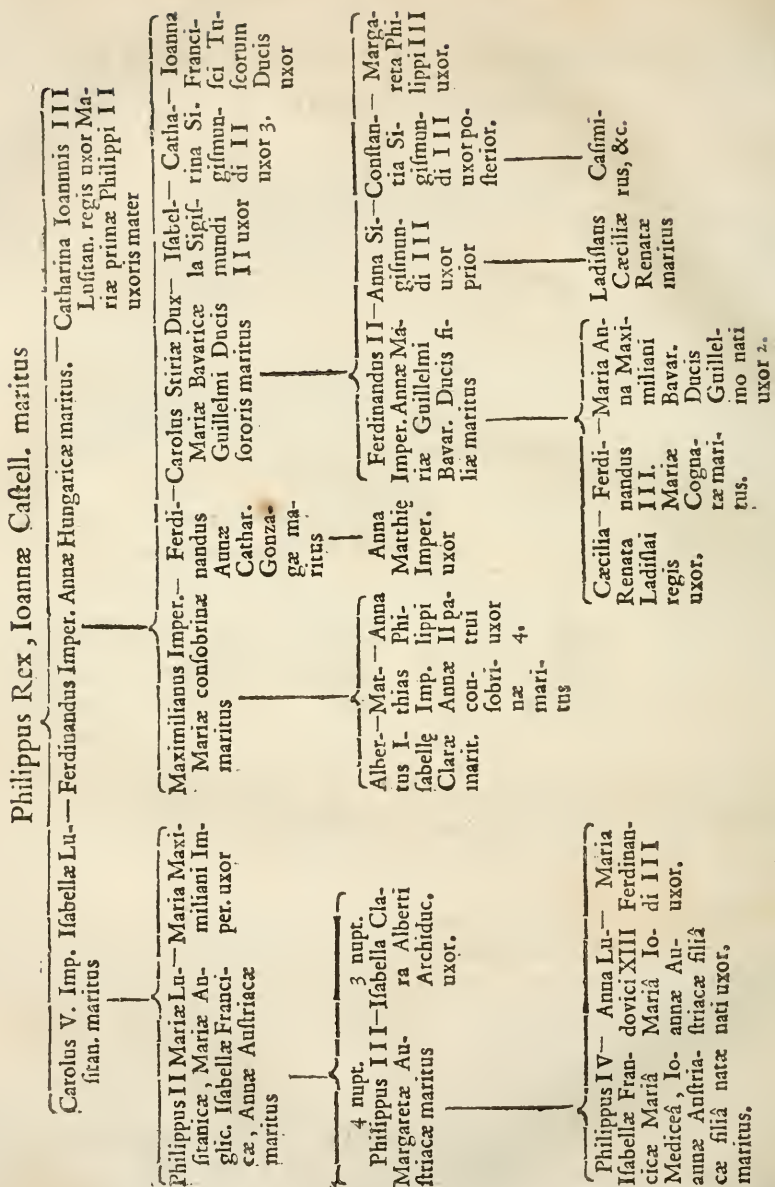 Philippus Rex, Ioannæ Caſtell. maritus
Carolus V. Imp. Iſabellæ Lu-
ſitan. maritus
Ferdinandus Imper. Annæ Hungaricæ maritus.
Catharina Ioannnis III
Luſitan. regis uxor Ma-
riæ primæ Philippi II
uxoris mater
Philippus II Mariæ Lu-
ſitanicæ, Mariæ An-
glic. Iſabellæ Franci-
cæ, Annæ Auſtriacæ
maritus
Maria Maxi-
miliani Im-
per. uxor
Maximilianus Imper.
Mariæ conſobrinæ
maritus
Ferdi-
nandus
Annæ
Cathar.
Gonza-
gæ ma-
ritus
Carolus Stiriæ Dux
Mariæ Bavaricæ
Guillelmi Ducis
ſororis maritus
Iſabel-
la Sigiſ-
mundi
II uxor
Catha-
rina Si-
giſmun-
di II
uxor 3.
Ioanna
Franci-
ſci Tu-
ſcorum
Ducis
uxor
4 nupt.
Philippus III
Margaretæ Au-
ſtriacæ maritus
3 nupt.
Iſabella Cla-
ra Alberti
Archiduc.
uxor.
Alber-
tus I-
ſabellę
Claræ
marit.
Mat-
thias
Imp.
Annæ
con-
ſobri-
næ
mari-
tus
Anna
Phi-
lippi
II pa-
trui
uxor
4.
Anna
Matthię
Imper.
uxor
Ferdinandus II
Imper. Annæ Ma-
riæ Guillelmi
Bavar. Ducis fi-
liæ maritus
Anna Si-
giſmun-
di III
uxor
prior
Conſtan-
tia Si-
giſmun-
di III
uxor po-
ſterior.
Marga-
reta Phi-
lippi III
uxor.
Philippus IV
Iſabellæ Fran-
cicæ Mariâ
Mediceâ, Io-
annæ Auſtria-
cæ filiâ natæ
maritus.
Anna Lu-
dovici XIII
Mariâ Io-
annæ Au-
ſtriacæ filiâ
nati uxor.
Maria
Ferdinan-
di III
uxor.
Cæcilia
Renata
Ladiſlai
regis
uxor.
Ferdi-
nandus
III.
Mariæ
Cogna-
tæ mari-
tus.
Maria An-
na Maxi-
miliani
Bavar.
Ducis
Guillel-
mo nati
uxor 2.
Ladiſlaus
Cæciliæ
Renatæ
maritus
Caſimi-
rus, &c.